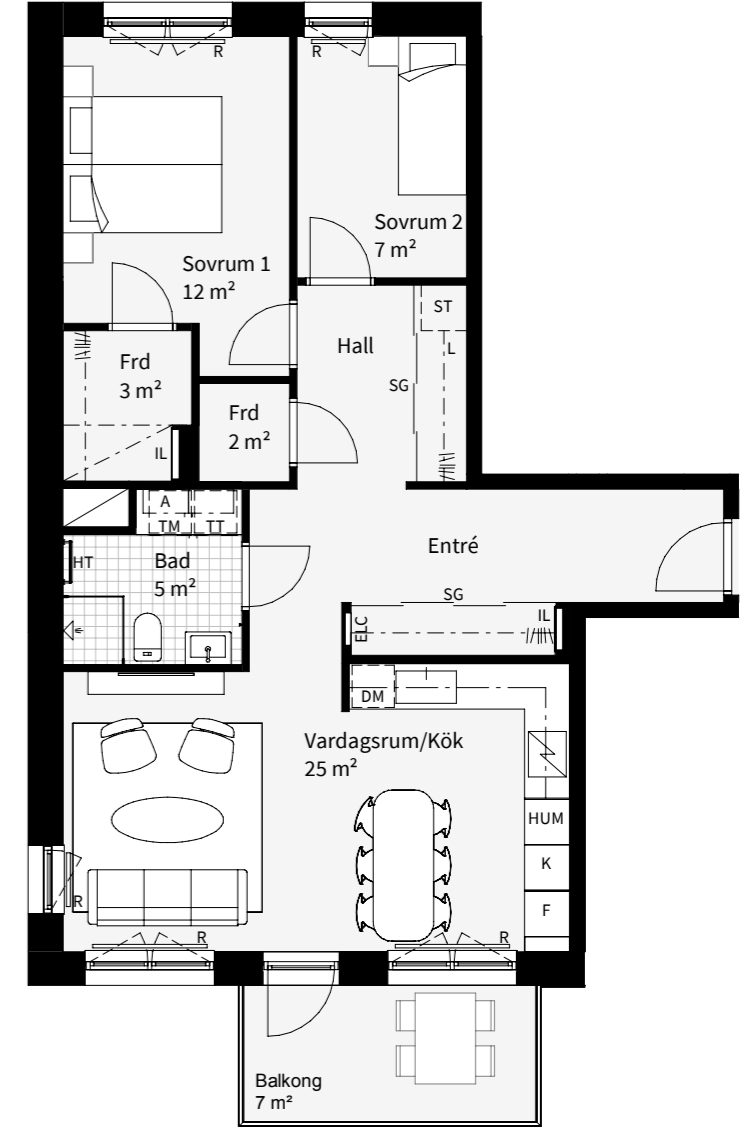 R
R
Sovrum 2
7 m²
Sovrum 1
12 m²
ST
Hall
L
Frd
3 m²
SG
Frd
2 m²
IL
A
TM
TT
HT
Bad
5 m²
Entré
SG
ELC
IL
DM
Vardagsrum/Kök
25 m²
HUM
K
R
F
R
R
Balkong
7 m²